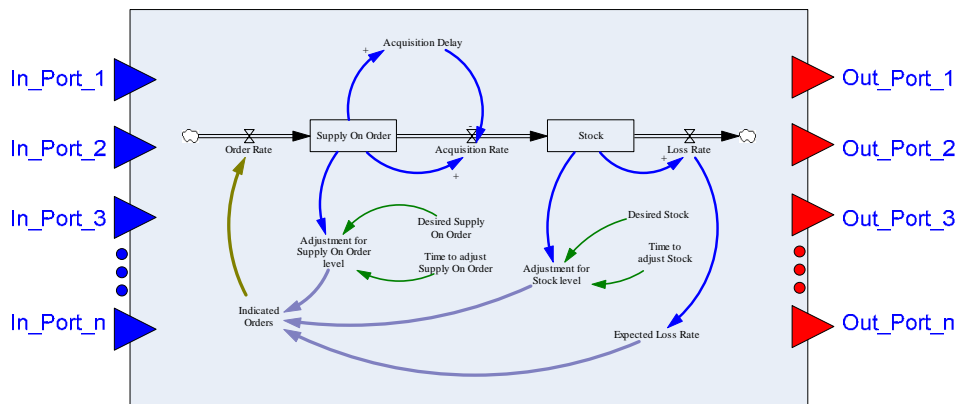 Acquisition Delay
+
In_Port_1
Out_Port_1
Supply On Order
-
Stock
In_Port_2
Order Rate
Acquisition Rate
+
+
Loss Rate
Out_Port_2
In_Port_3
Desired Supply
On Order
Desired Stock
Out_Port_3
Adjustment for
Supply On Order
level
Time to adjust
Supply On Order
Time to
adjust Stock
Adjustment for
Stock level
In_Port_n
Indicated
Orders
Expected Loss Rate
Out_Port_n